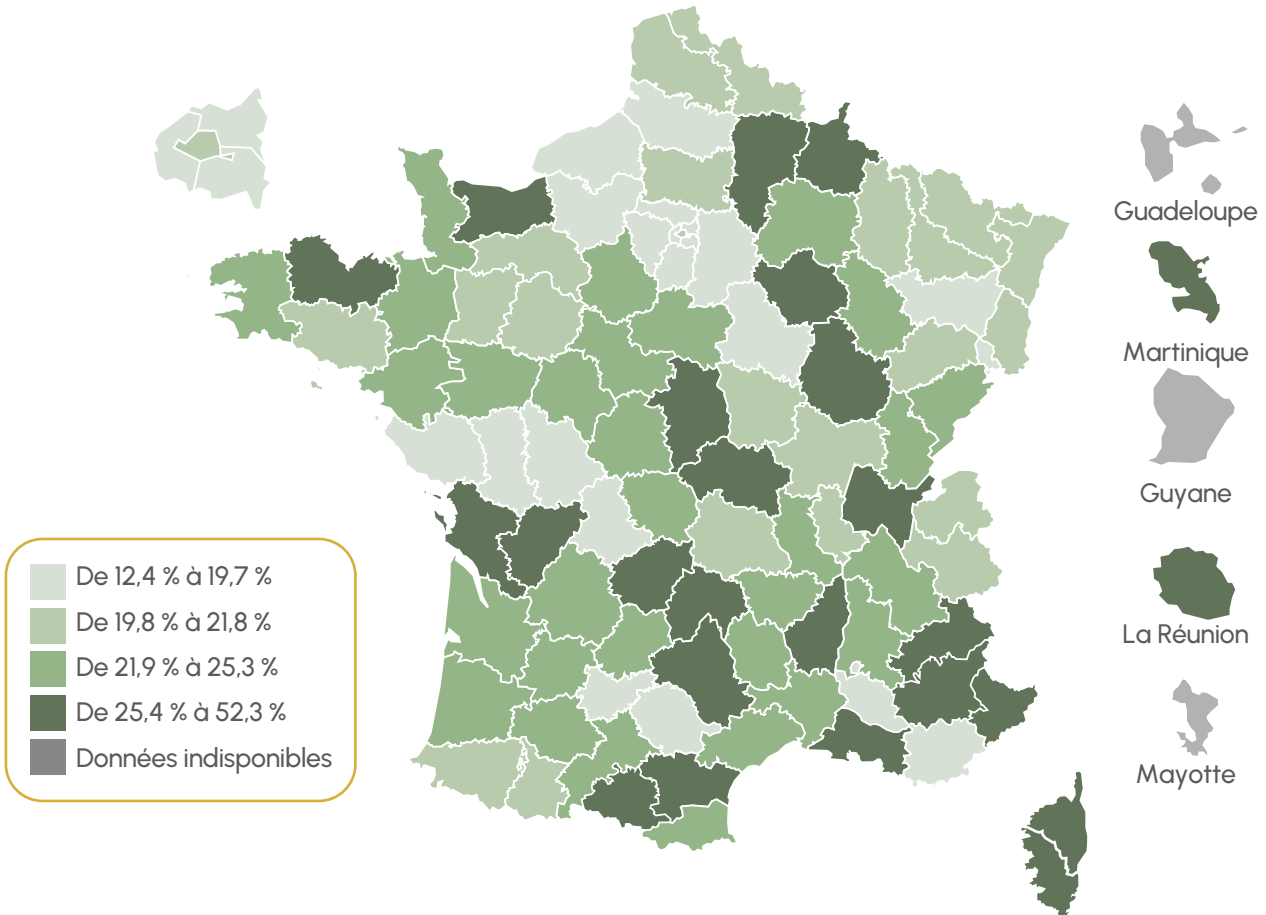 De 12,4 % à 19,7 %
De 19,8 % à 21,8 %
De 21,9 % à 25,3 %
De 25,4 % à 52,3 %
Données indisponibles
Guadeloupe
Martinique
Guyane
La Réunion
Mayotte